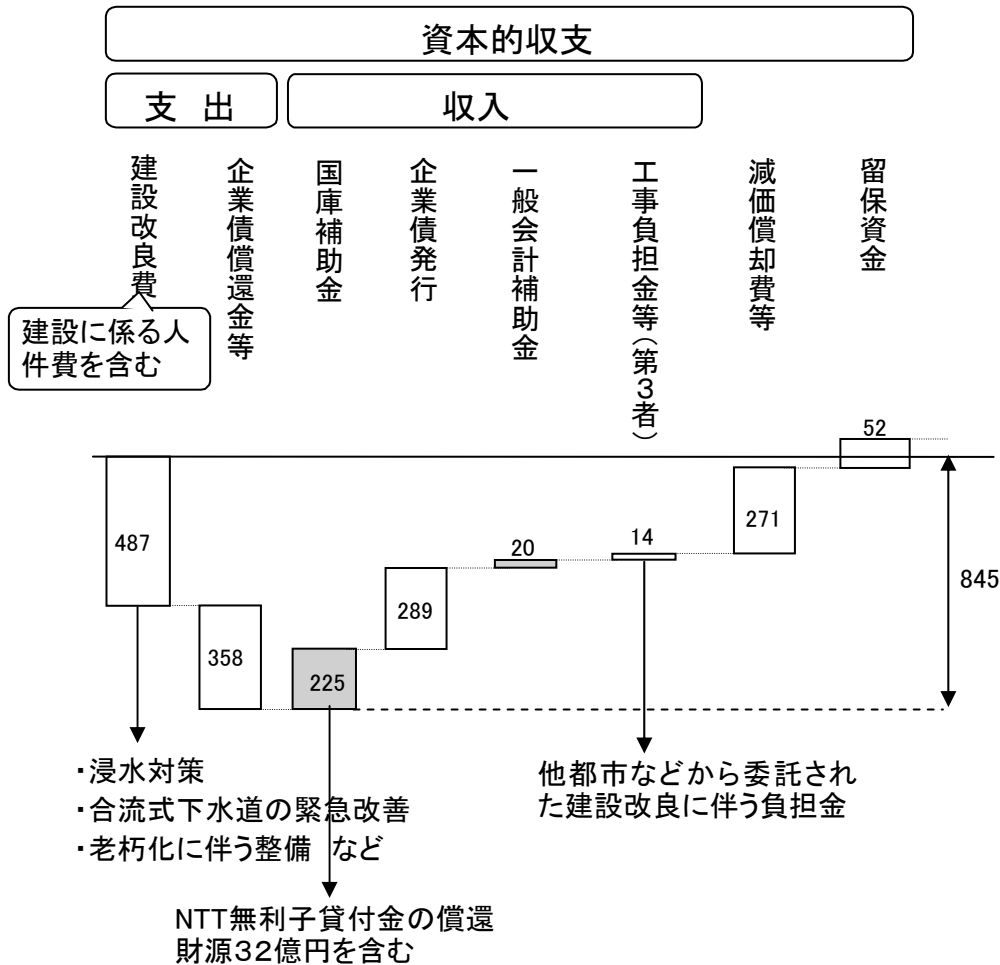 資本的収支
支 出
収入
建設改良費
企業債償還金等
国庫補助金
企業債発行
一般会計補助金
工事負担金等(第3者)
減価償却費等
留保資金
建設に係る人
件費を含む
52
487
358
225
289
20
14
271
845
・浸水対策
・合流式下水道の緊急改善
・老朽化に伴う整備 など
他都市などから委託され
た建設改良に伴う負担金
NTT無利子貸付金の償還
財源32億円を含む